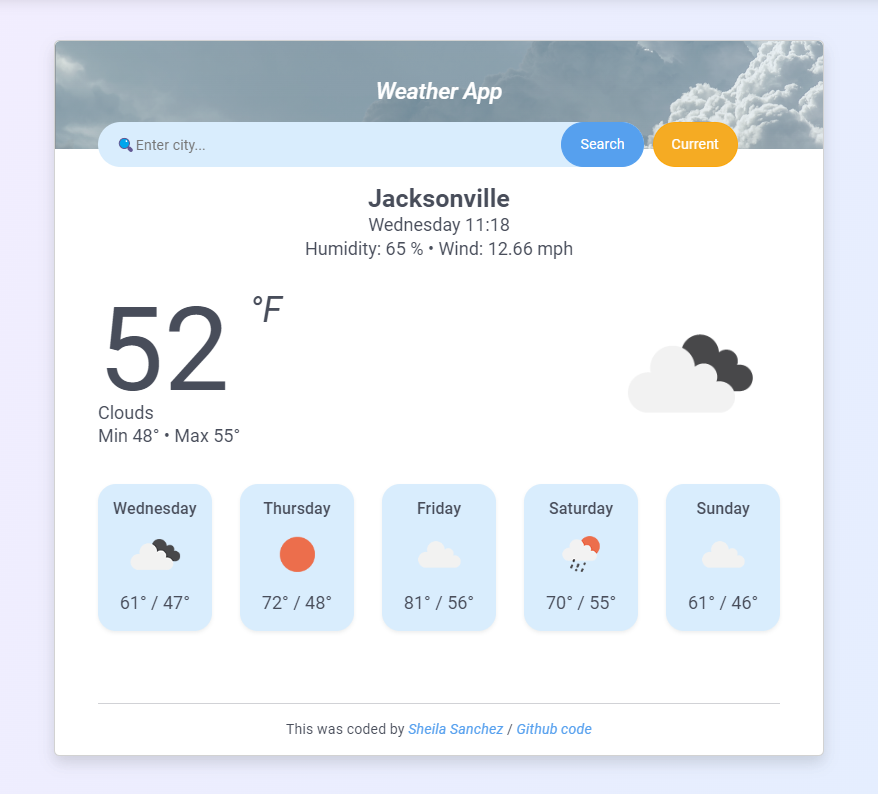 Weather App
Enter city...
Search
Current
Jacksonville
Wednesday 11:18
Humidity: 65 % • Wind: 12.66 mph
52 °F
Clouds
Min 48° • Max 55°
Wednesday Thursday Friday Saturday Sunday
61° / 47° 72° / 48° 81° / 56° 70° / 55° 61° / 46°
This was coded by Sheila Sanchez / Github code